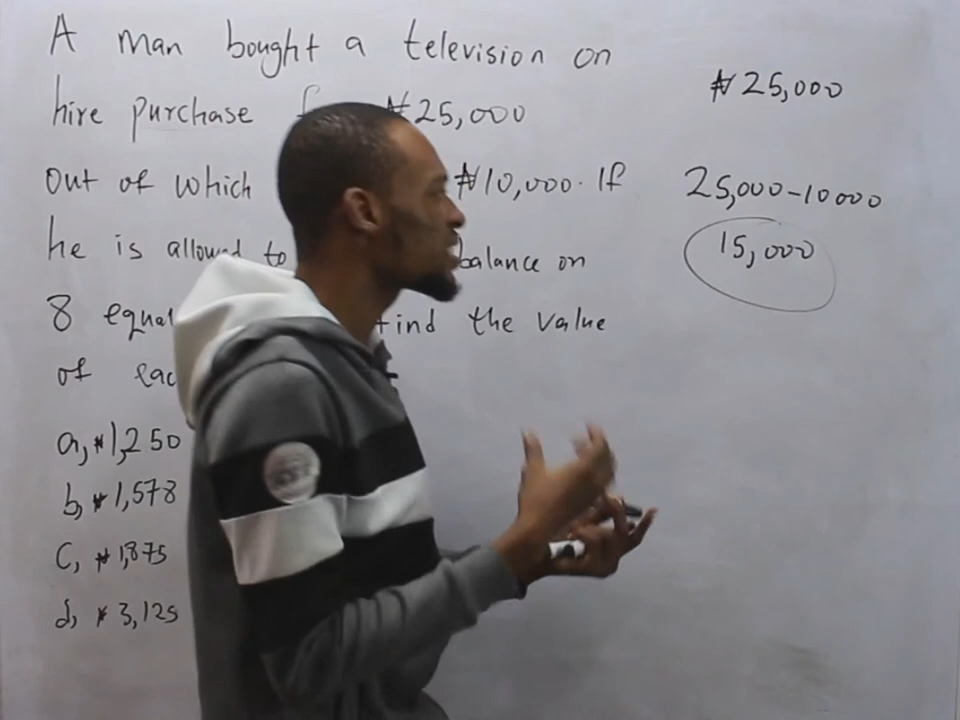 A man bought a television on
hire purchase ₦25,000
out of which ₦10,000. If
he is allowed to balance on
8 equal find the value
of
a, ₦1,250
b, ₦1,578
c, ₦1,875
d, ₦3,125
₦25,000
25,000-10000
15,000